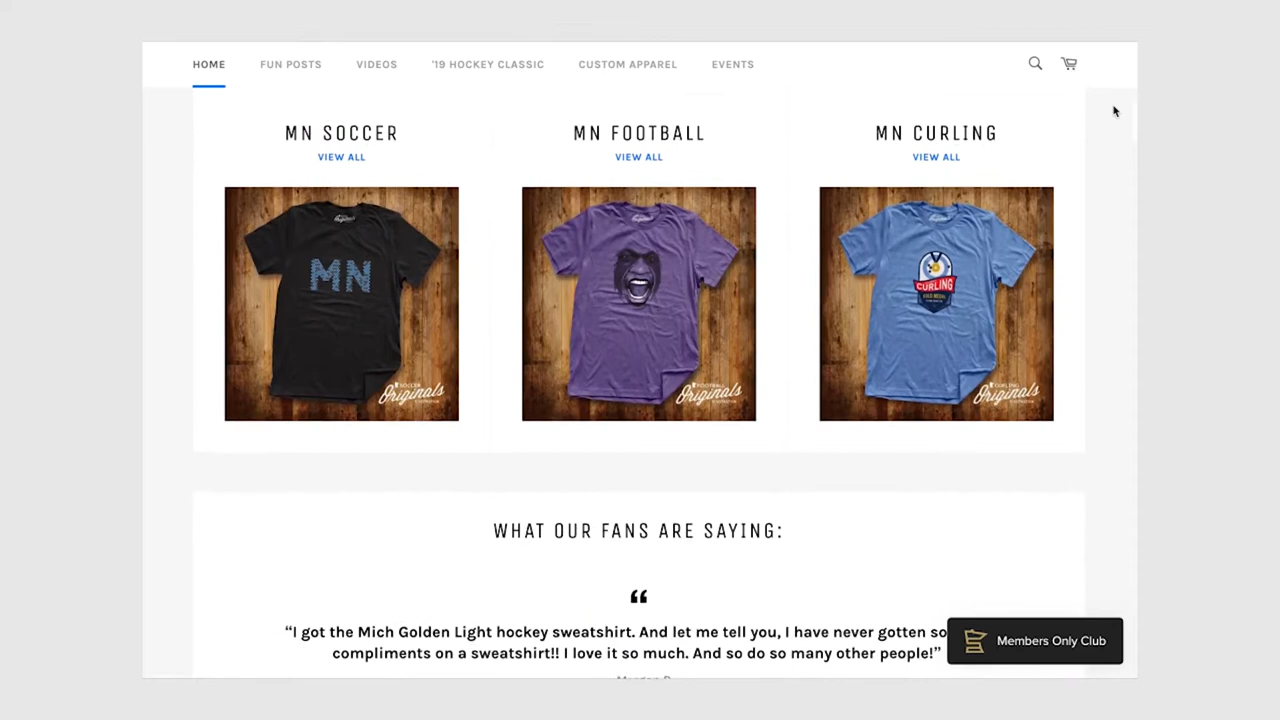 HOME FUN POSTS VIDEOS '19 HOCKEY CLASSIC CUSTOM APPAREL EVENTS
MN SOCCER MN FOOTBALL MN CURLING
VIEW ALL VIEW ALL VIEW ALL
MN
CURLING
SOCCER FOOTBALL CURLING
Originals Originals Originals
WHAT OUR FANS ARE SAYING:
“
“I got the Mich Golden Light hockey sweatshirt. And let me tell you, I have never gotten so
compliments on a sweatshirt!! I love it so much. And so do so many other people!”
Members Only Club